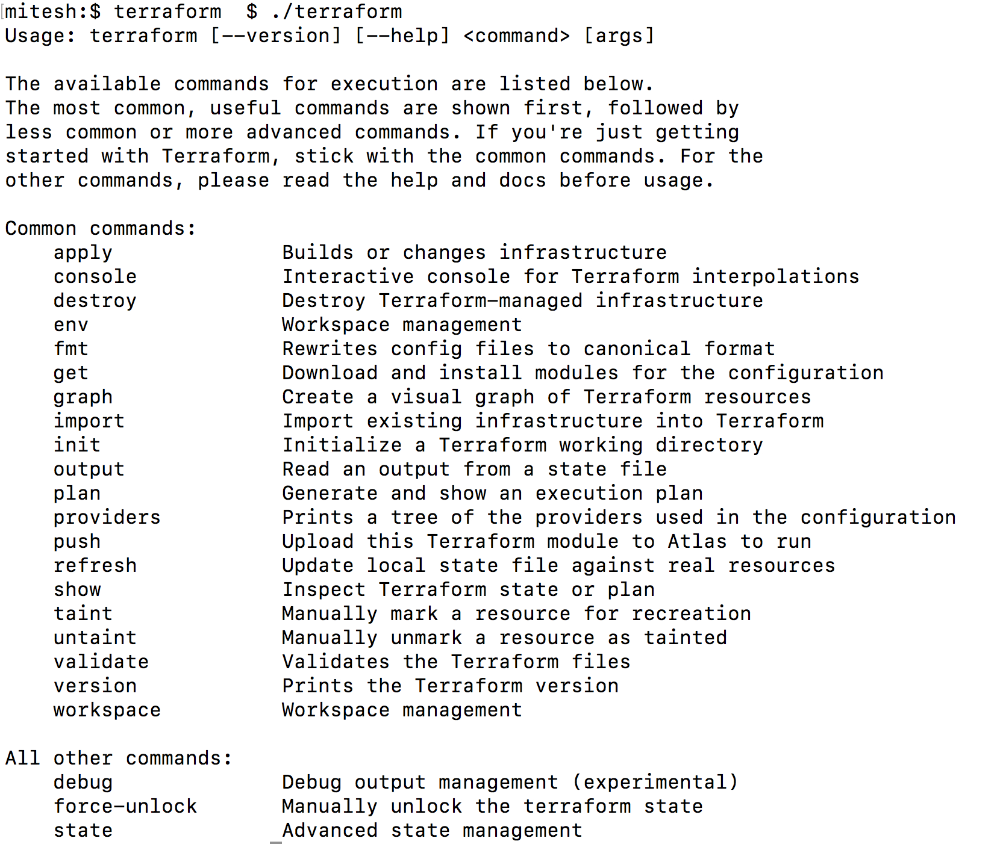 mitesh:$ terraform  $ ./terraform
Usage: terraform [--version] [--help] <command> [args]

The available commands for execution are listed below.
The most common, useful commands are shown first, followed by
less common or more advanced commands. If you're just getting
started with Terraform, stick with the common commands. For the
other commands, please read the help and docs before usage.

Common commands:
    apply              Builds or changes infrastructure
    console            Interactive console for Terraform interpolations
    destroy            Destroy Terraform-managed infrastructure
    env                Workspace management
    fmt                Rewrites config files to canonical format
    get                Download and install modules for the configuration
    graph              Create a visual graph of Terraform resources
    import             Import existing infrastructure into Terraform
    init               Initialize a Terraform working directory
    output             Read an output from a state file
    plan               Generate and show an execution plan
    providers          Prints a tree of the providers used in the configuration
    push               Upload this Terraform module to Atlas to run
    refresh            Update local state file against real resources
    show               Inspect Terraform state or plan
    taint              Manually mark a resource for recreation
    untaint            Manually unmark a resource as tainted
    validate           Validates the Terraform files
    version            Prints the Terraform version
    workspace          Workspace management

All other commands:
    debug              Debug output management (experimental)
    force-unlock       Manually unlock the terraform state
    state              Advanced state management